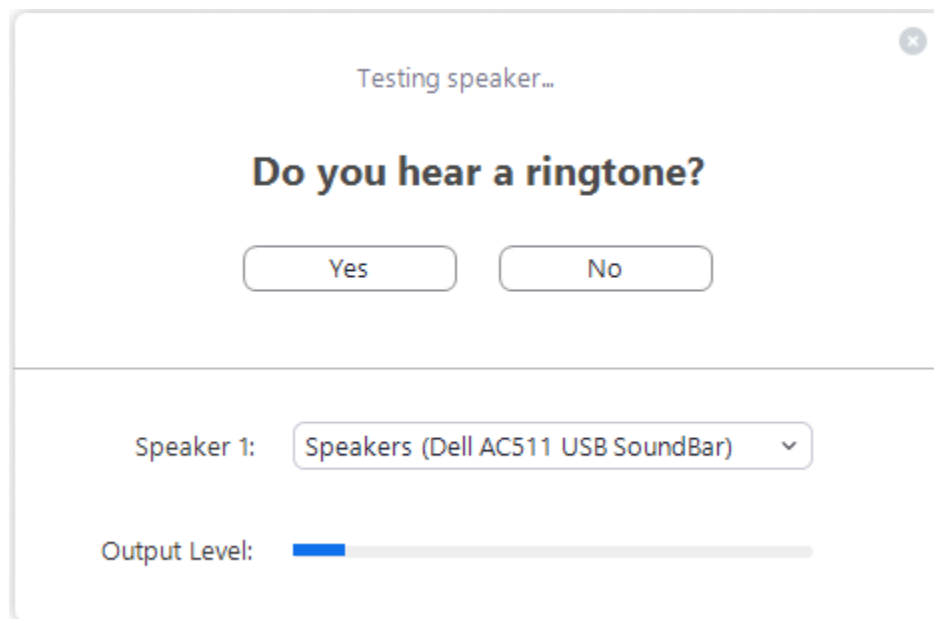 Testing speaker...
Do you hear a ringtone?
Yes No
Speaker 1: Speakers (Dell AC511 USB SoundBar)
Output Level: